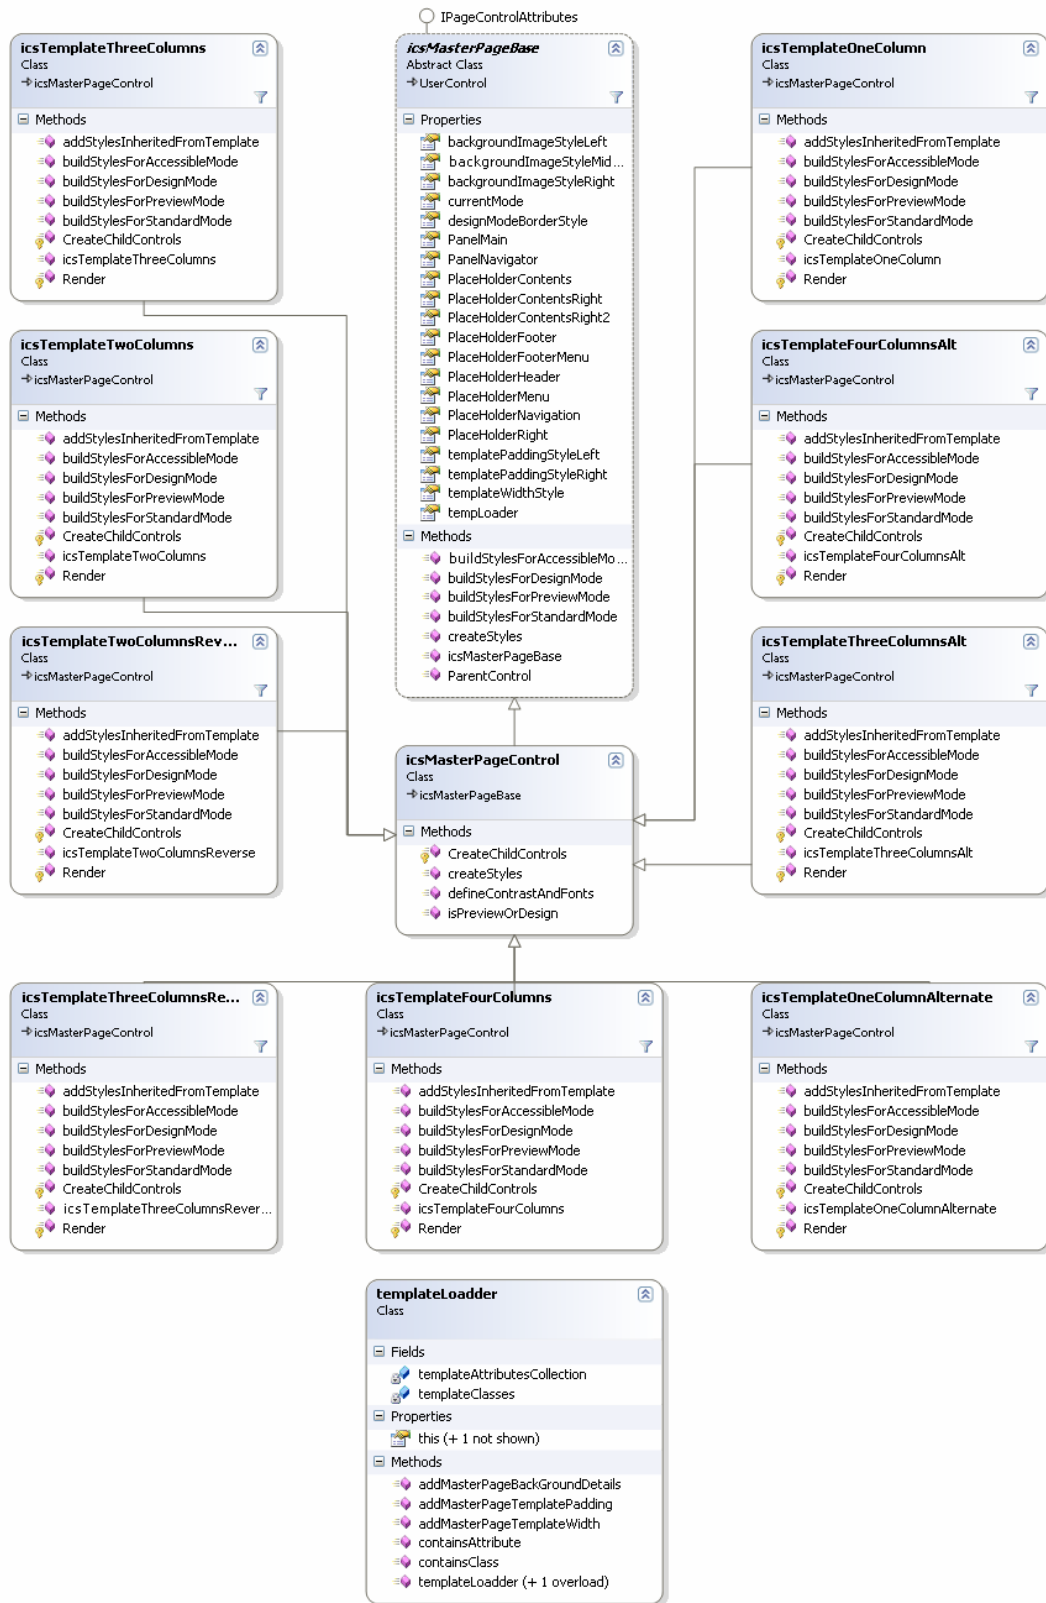 IPageControlAttributes
icsTemplateThreeColumns
Class
icsMasterPageControl
Methods
addStylesInheritedFromTemplate
buildStylesForAccessibleMode
buildStylesForDesignMode
buildStylesForPreviewMode
buildStylesForStandardMode
CreateChildControls
icsTemplateThreeColumns
Render
icsTemplateTwoColumns
Class
icsMasterPageControl
Methods
addStylesInheritedFromTemplate
buildStylesForAccessibleMode
buildStylesForDesignMode
buildStylesForPreviewMode
buildStylesForStandardMode
CreateChildControls
icsTemplateTwoColumns
Render
icsTemplateTwoColumnsRev...
Class
icsMasterPageControl
Methods
addStylesInheritedFromTemplate
buildStylesForAccessibleMode
buildStylesForDesignMode
buildStylesForPreviewMode
buildStylesForStandardMode
CreateChildControls
icsTemplateTwoColumnsReverse
Render
icsMasterPageBase
Abstract Class
UserControl
Properties
backgroundImageStyleLeft
backgroundImageStyleMid...
backgroundImageStyleRight
currentMode
designModeBorderStyle
PanelMain
PanelNavigator
PlaceHolderContents
PlaceHolderContentsRight
PlaceHolderContentsRight2
PlaceHolderFooter
PlaceHolderFooterMenu
PlaceHolderHeader
PlaceHolderMenu
PlaceHolderNavigation
PlaceHolderRight
templatePaddingStyleLeft
templatePaddingStyleRight
templateWidthStyle
tempLoader
Methods
buildStylesForAccessibleMo...
buildStylesForDesignMode
buildStylesForPreviewMode
buildStylesForStandardMode
createStyles
icsMasterPageBase
ParentControl
icsMasterPageControl
Class
icsMasterPageBase
Methods
CreateChildControls
createStyles
defineContrastAndFonts
isPreviewOrDesign
icsTemplateOneColumn
Class
icsMasterPageControl
Methods
addStylesInheritedFromTemplate
buildStylesForAccessibleMode
buildStylesForDesignMode
buildStylesForPreviewMode
buildStylesForStandardMode
CreateChildControls
icsTemplateOneColumn
Render
icsTemplateFourColumnsAlt
Class
icsMasterPageControl
Methods
addStylesInheritedFromTemplate
buildStylesForAccessibleMode
buildStylesForDesignMode
buildStylesForPreviewMode
buildStylesForStandardMode
CreateChildControls
icsTemplateFourColumnsAlt
Render
icsTemplateThreeColumnsAlt
Class
icsMasterPageControl
Methods
addStylesInheritedFromTemplate
buildStylesForAccessibleMode
buildStylesForDesignMode
buildStylesForPreviewMode
buildStylesForStandardMode
CreateChildControls
icsTemplateThreeColumnsAlt
Render
icsTemplateThreeColumnsRe...
Class
icsMasterPageControl
Methods
addStylesInheritedFromTemplate
buildStylesForAccessibleMode
buildStylesForDesignMode
buildStylesForPreviewMode
buildStylesForStandardMode
CreateChildControls
icsTemplateThreeColumnsRever...
Render
icsTemplateFourColumns
Class
icsMasterPageControl
Methods
addStylesInheritedFromTemplate
buildStylesForAccessibleMode
buildStylesForDesignMode
buildStylesForPreviewMode
buildStylesForStandardMode
CreateChildControls
icsTemplateFourColumns
Render
icsTemplateOneColumnAlternate
Class
icsMasterPageControl
Methods
addStylesInheritedFromTemplate
buildStylesForAccessibleMode
buildStylesForDesignMode
buildStylesForPreviewMode
buildStylesForStandardMode
CreateChildControls
icsTemplateOneColumnAlternate
Render
templateLoadder
Class
Fields
templateAttributesCollection
templateClasses
Properties
this (+ 1 not shown)
Methods
addMasterPageBackGroundDetails
addMasterPageTemplatePadding
addMasterPageTemplateWidth
containsAttribute
containsClass
templateLoadder (+ 1 overload)